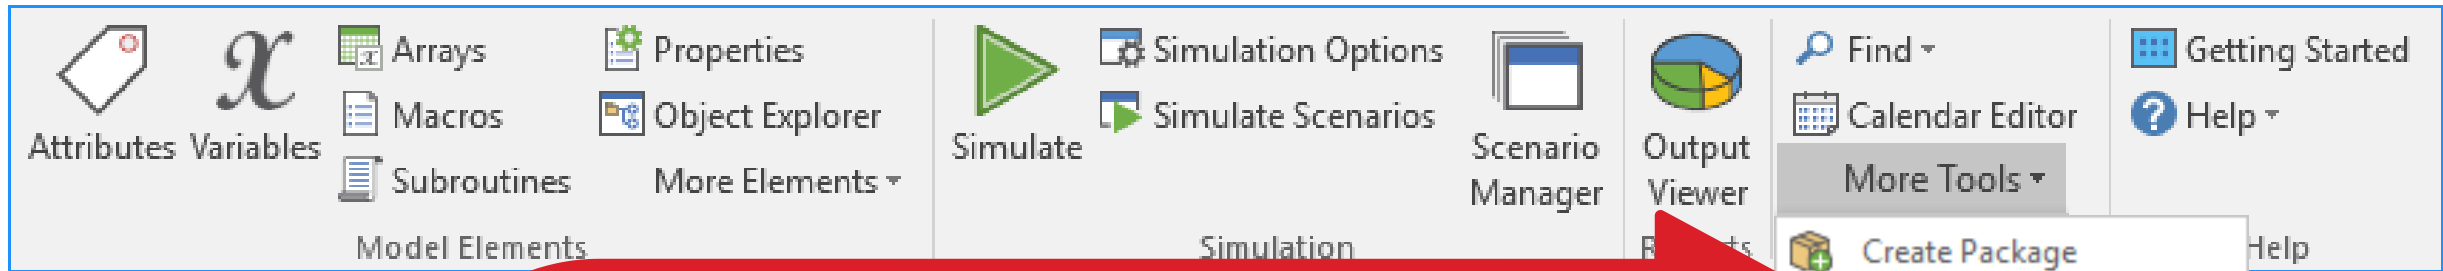 Attributes
Variables
Arrays
Macros
Subroutines
Properties
Object Explorer
More Elements
Model Elements
Simulate
Simulation Options
Simulate Scenarios
Scenario
Manager
Simulation
Output
Viewer
Find
Calendar Editor
More Tools
Create Package
Getting Started
Help
Help